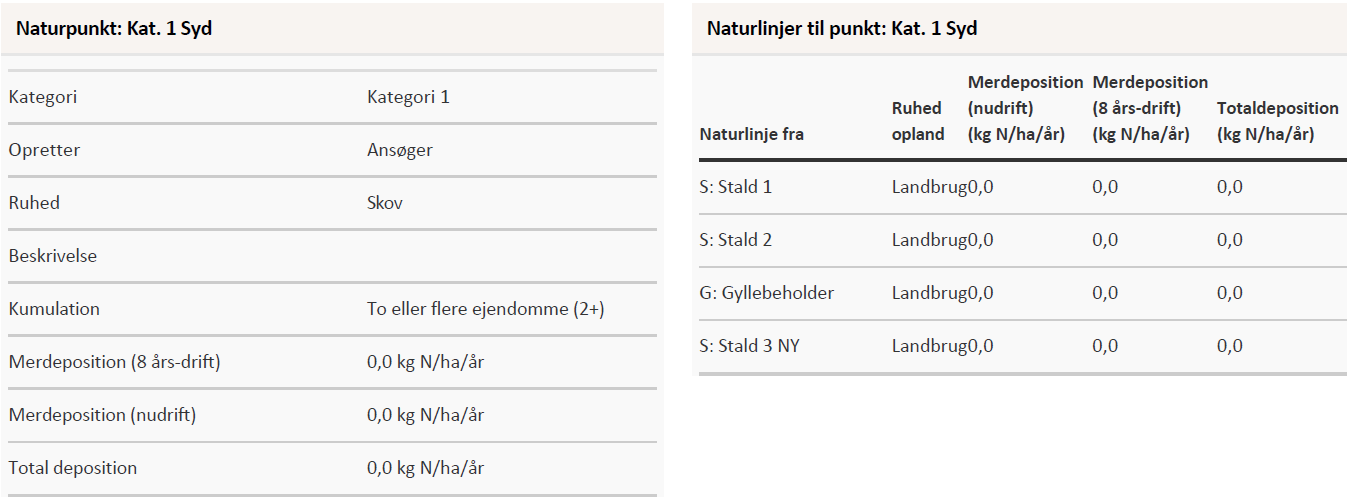 Naturpunkt: Kat. 1 Syd
Kategori Kategori 1
Opretter Ansøger
Ruhed Skov
Beskrivelse
Kumulation To eller flere ejendomme (2+)
Merdeposition (8 års-drift) 0,0 kg N/ha/år
Merdeposition (nudrift) 0,0 kg N/ha/år
Total deposition 0,0 kg N/ha/år
Naturlinjer til punkt: Kat. 1 Syd
Merdeposition Merdeposition
Ruhed (nudrift) (8 års-drift) Totaldeposition
Naturlinje fra opland (kg N/ha/år) (kg N/ha/år) (kg N/ha/år)
S: Stald 1 Landbrug 0,0 0,0 0,0
S: Stald 2 Landbrug 0,0 0,0 0,0
G: Gyllebeholder Landbrug 0,0 0,0 0,0
S: Stald 3 NY Landbrug 0,0 0,0 0,0